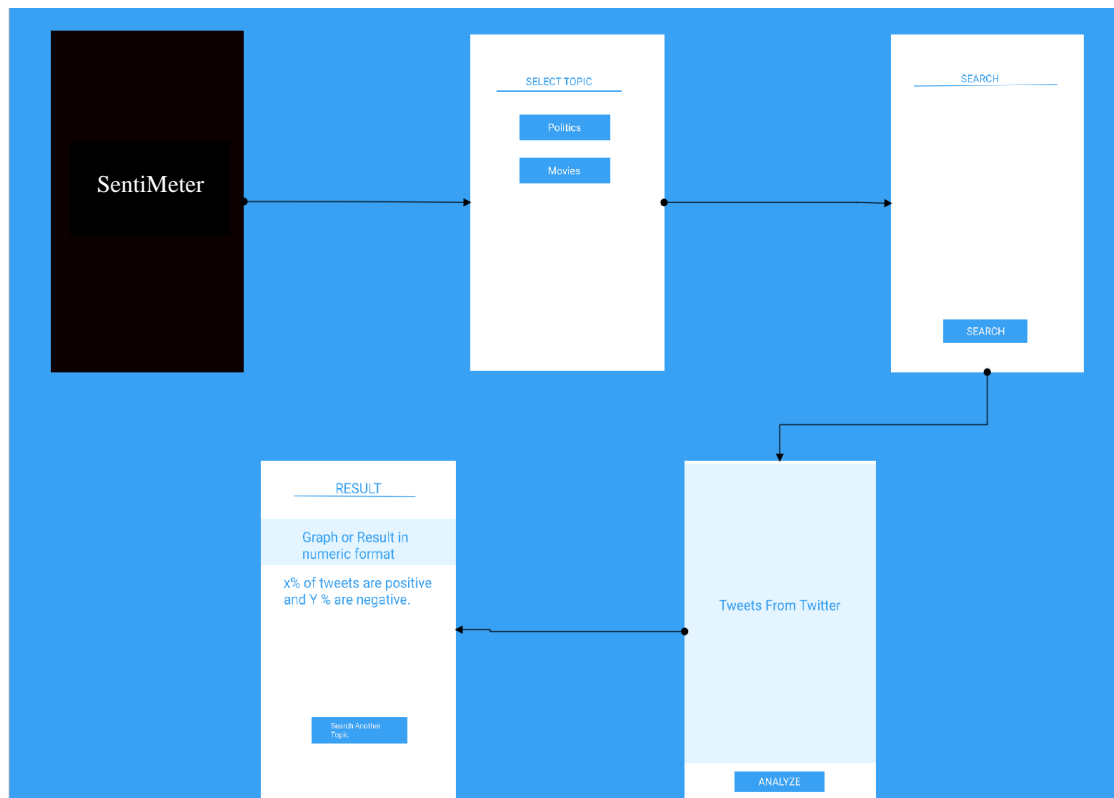 SentiMeter
SELECT TOPIC
Politics
Movies
SEARCH
SEARCH
Tweets From Twitter
ANALYZE
RESULT
Graph or Result in
numeric format
x% of tweets are positive
and Y % are negative.
Search Another
Topic